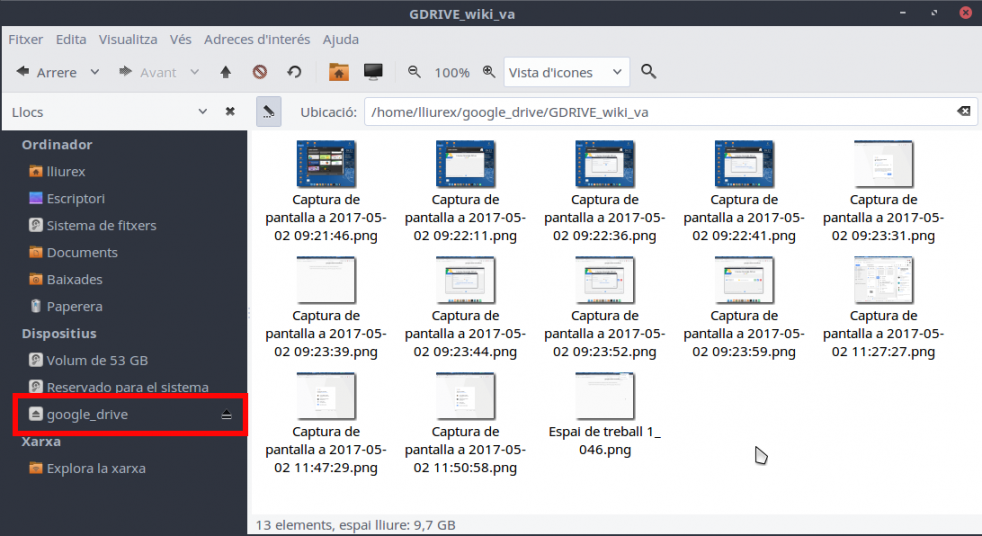 GDRIVE_wiki_va
Fitxer Edita Visualitza Vés Adreces d'Interés Ajuda
Arrere Avant 100% Vista d'icones
Llocs
Ubicació: /home/lliurex/google_drive/GDRIVE_wiki_va
Ordinador
lliurex
Escriptori
Sistema de fitxers
Documents
Baixades
Paperera
Dispositius
Volum de 53 GB
Reservado para el sistema
google_drive
Xarxa
Explora la xarxa
Captura de
pantalla a 2017-05-
02 09:21:46.png
Captura de
pantalla a 2017-05-
02 09:22:11.png
Captura de
pantalla a 2017-05-
02 09:22:36.png
Captura de
pantalla a 2017-05-
02 09:22:41.png
Captura de
pantalla a 2017-05-
02 09:23:31.png
Captura de
pantalla a 2017-05-
02 09:23:39.png
Captura de
pantalla a 2017-05-
02 09:23:44.png
Captura de
pantalla a 2017-05-
02 09:23:52.png
Captura de
pantalla a 2017-05-
02 09:23:59.png
Captura de
pantalla a 2017-05-
02 11:27:27.png
Captura de
pantalla a 2017-05-
02 11:47:29.png
Captura de
pantalla a 2017-05-
02 11:50:58.png
Espai de treball 1_
046.png
13 elements, espai lliure: 9,7 GB